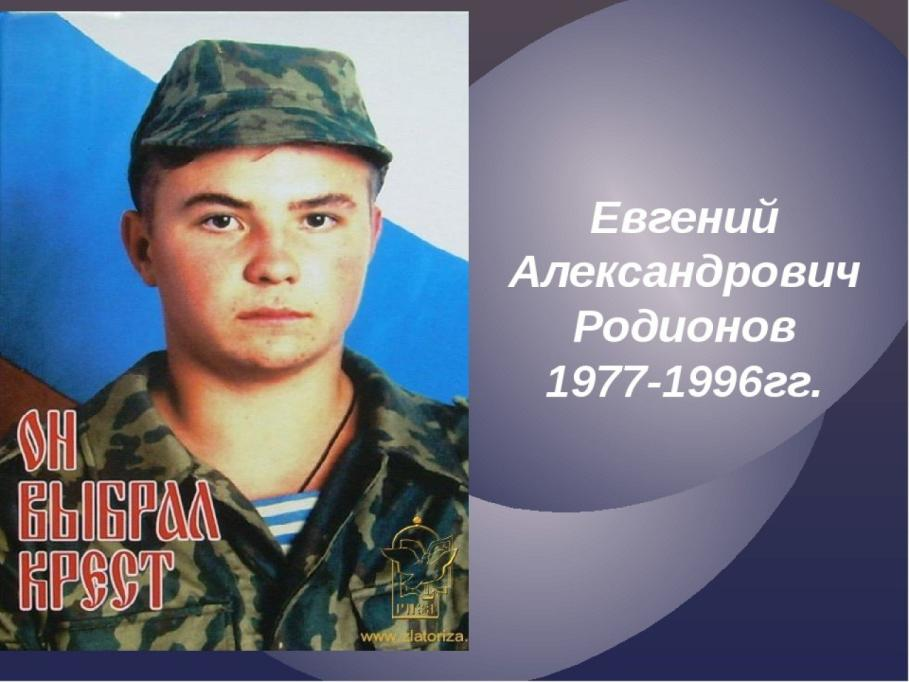 Евгений
Александрович
Родионов
1977-1996гг.
ОН
ВЫБРАЛ
КРЕСТ
www.zlatoriza.